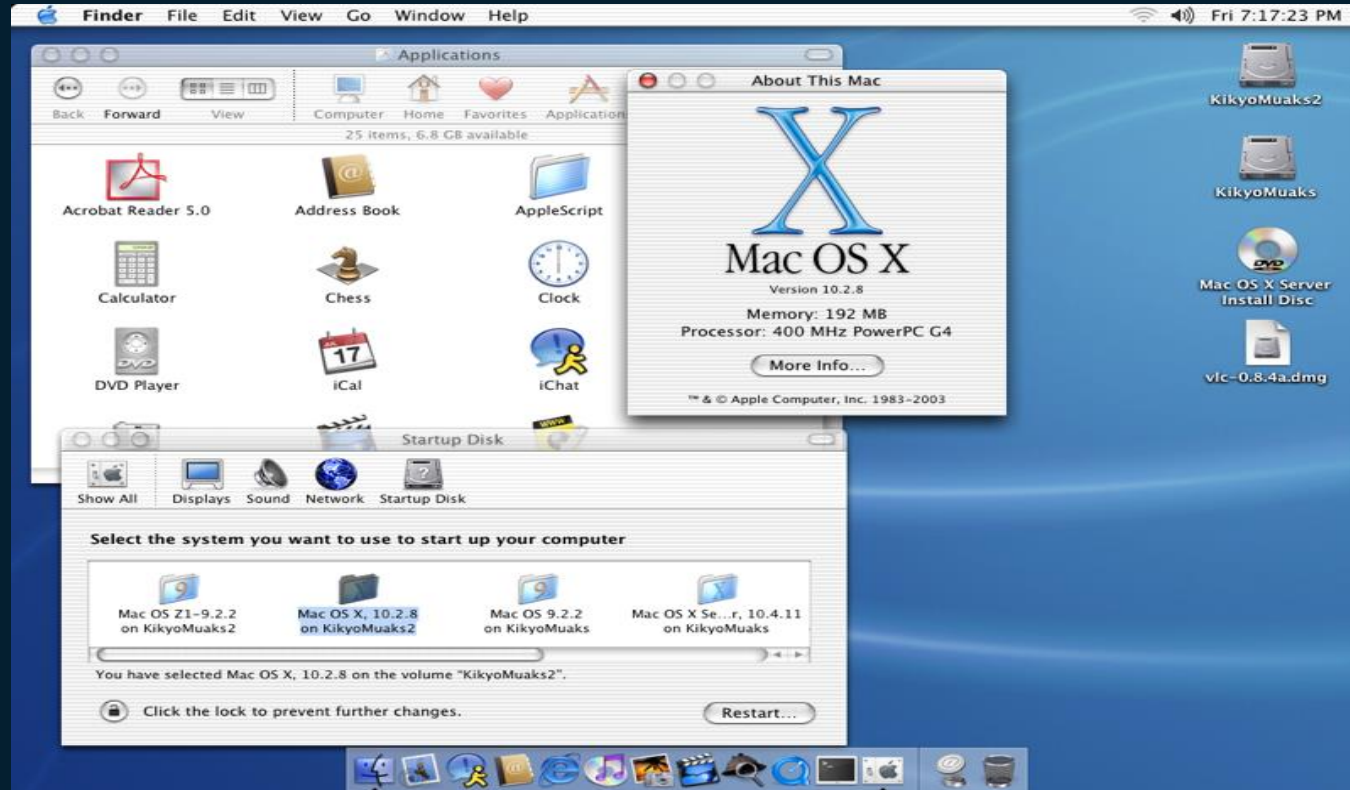 Finder File Edit View Go Window Help Fri 7:17:23 PM
Applications
Back Forward View Computer Home Favorites Application
25 items, 6.8 GB available
Acrobat Reader 5.0 Address Book AppleScript
Calculator Chess Clock
DVD Player iCal iChat
17
DVD
WWW
About This Mac
X
Mac OS X
Version 10.2.8
Memory: 192 MB
Processor: 400 MHz PowerPC G4
More Info...
™ & © Apple Computer, Inc. 1983-2003
KikyoMuaks2
KikyoMuaks
DVD
Mac OS X Server
Install Disc
vlc-0.8.4a.dmg
Startup Disk
Show All Displays Sound Network Startup Disk
Select the system you want to use to start up your computer
9 X 9 X
Mac OS Z1-9.2.2 Mac OS X, 10.2.8 Mac OS 9.2.2 Mac OS X Se...r, 10.4.11
on KikyoMuaks2 on KikyoMuaks2 on KikyoMuaks on KikyoMuaks
You have selected Mac OS X, 10.2.8 on the volume "KikyoMuaks2".
Click the lock to prevent further changes.
Restart...